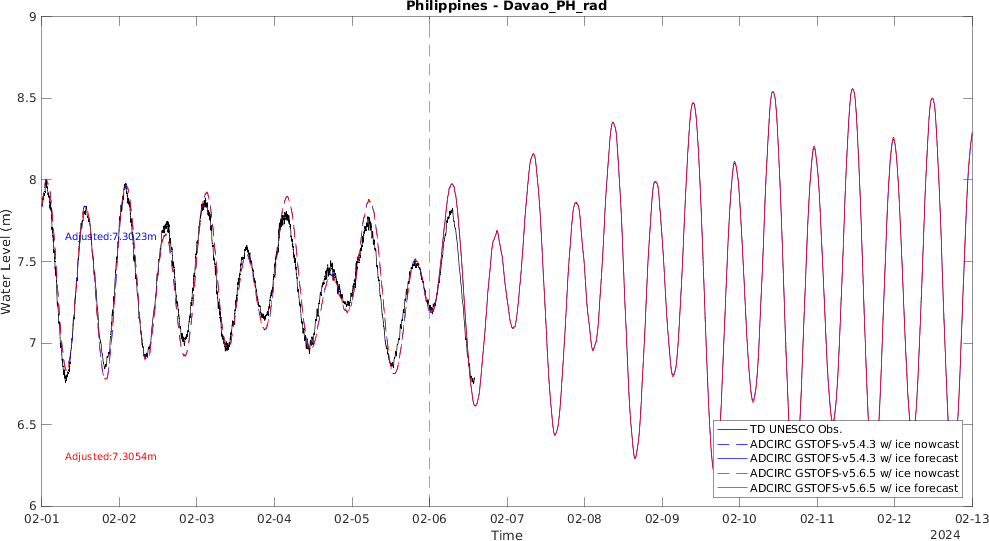 Philippines - Davao_PH_rad
Water Level (m)
9
8.5
8
7.5
7
6.5
6
Adjusted:7.3023m
Adjusted:7.3054m
TD UNESCO Obs.
ADCIRC GSTOFS-v5.4.3 w/ ice nowcast
ADCIRC GSTOFS-v5.4.3 w/ ice forecast
ADCIRC GSTOFS-v5.6.5 w/ ice nowcast
ADCIRC GSTOFS-v5.6.5 w/ ice forecast
02-01 02-02 02-03 02-04 02-05 02-06 02-07 02-08 02-09 02-10 02-11 02-12 02-13
Time
2024